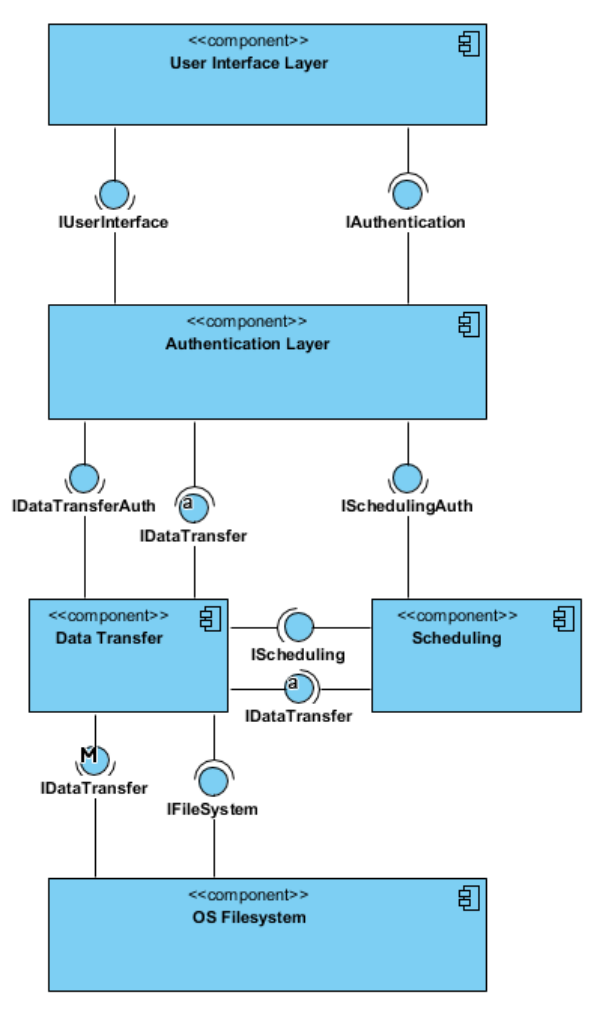 <<component>>
User Interface Layer
IUserInterface
IAuthentication
<<component>>
Authentication Layer
IDataTransferAuth
a
IDataTransfer
ISchedulingAuth
<<component>>
Data Transfer
IScheduling
a
IDataTransfer
<<component>>
Scheduling
M
IDataTransfer
IFileSystem
<<component>>
OS Filesystem